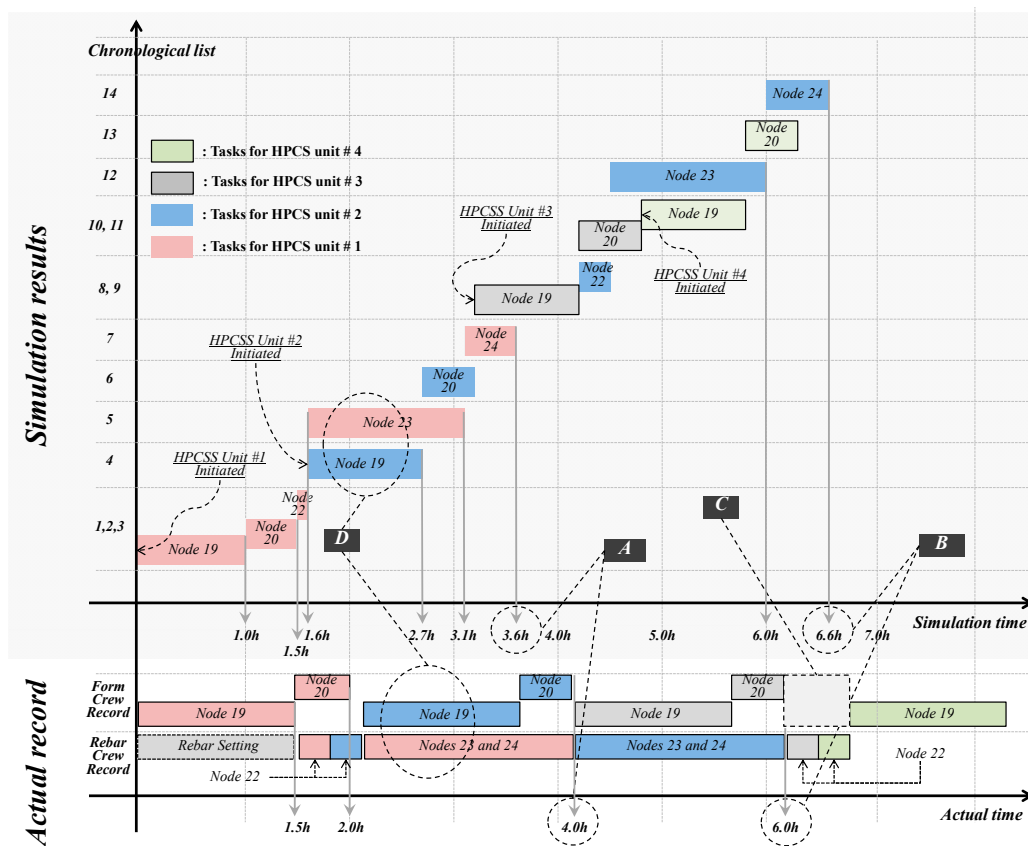 Chronological list
Simulation results
14
Node 24
13
Node
20
12
Node 23
: Tasks for HPCS unit # 4
: Tasks for HPCS unit # 3
: Tasks for HPCS unit # 2
: Tasks for HPCS unit # 1
10, 11
Node 19
Node
20
HPCSS Unit #3
Initiated
HPCSS Unit #4
Initiated
8, 9
Node
22
Node 19
7
Node
24
HPCSS Unit #2
Initiated
6
Node
20
5
Node 23
4
Node 19
HPCSS Unit #1
Initiated
1,2,3
Node
22
Node
20
Node 19
D
A
C
B
1.0h
1.5h
1.6h
2.7h
3.1h
3.6h
4.0h
5.0h
6.0h
6.6h
7.0h
Simulation time
Actual record
Form
Crew
Record
Node
20
Node
20
Node
20
Node 19
Node 19
Node 19
Node 19
Rebar
Crew
Record
Rebar Setting
Nodes 23 and 24
Nodes 23 and 24
Node 22
Node 22
1.5h
2.0h
4.0h
6.0h
Actual time